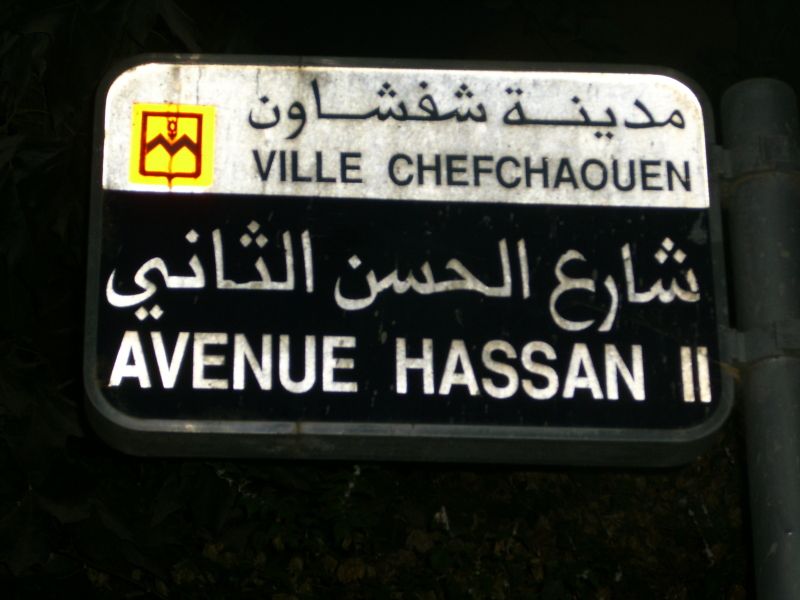 مدينة شفشاون
VILLE CHEFCHAOUEN
شارع الحسن الثاني
AVENUE HASSAN II